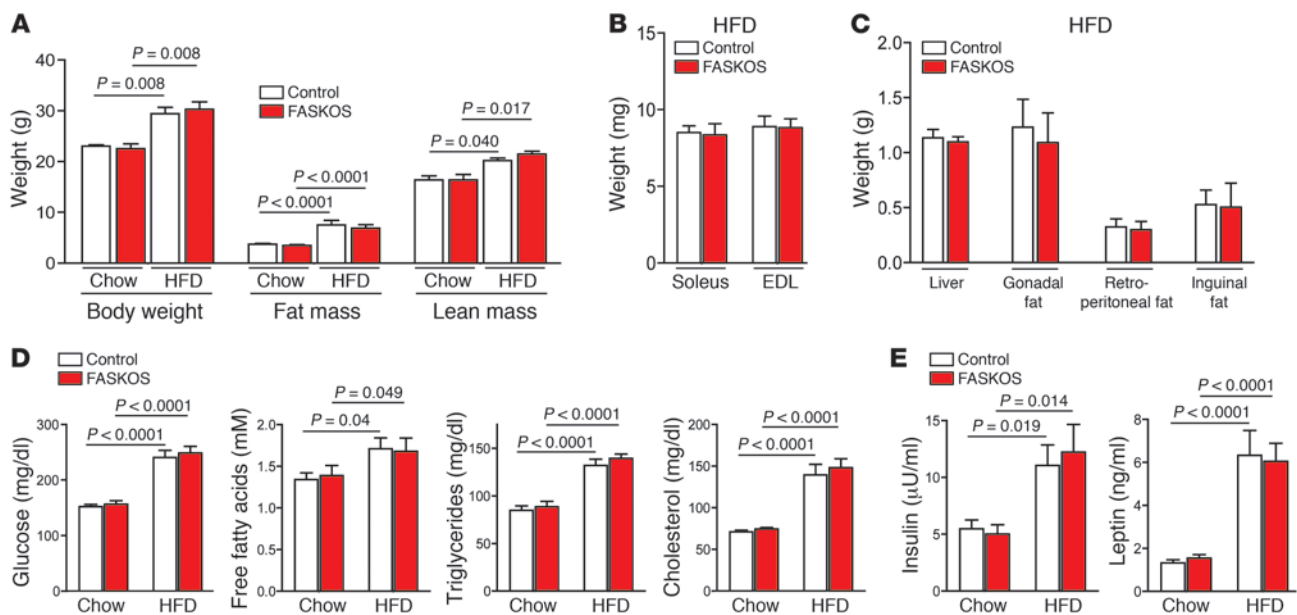 A
Weight (g)
40
30
20
10
0
P = 0.008
P = 0.008
Control
FASKOS
P < 0.0001
P < 0.0001
P = 0.017
P = 0.040
Chow HFD Chow HFD Chow HFD
Body weight Fat mass Lean mass
B
HFD
Control
FASKOS
Weight (mg)
15
10
5
0
Soleus EDL
C
HFD
Control
FASKOS
Weight (g)
2.0
1.5
1.0
0.5
0.0
Liver Gonadal fat Retro-peritoneal fat Inguinal fat
D
Control
FASKOS
Glucose (mg/dl)
300
200
100
0
P < 0.0001
P < 0.0001
Chow HFD
Free fatty acids (mM)
2.4
1.8
1.2
0.6
0.0
P = 0.049
P = 0.04
Chow HFD
Triglycerides (mg/dl)
150
100
50
0
P < 0.0001
P < 0.0001
Chow HFD
Cholesterol (mg/dl)
200
150
100
50
0
P < 0.0001
P < 0.0001
Chow HFD
E
Control
FASKOS
Insulin (μU/ml)
15
10
5
0
P = 0.014
P = 0.019
Chow HFD
Leptin (ng/ml)
8
6
4
2
0
P < 0.0001
P < 0.0001
Chow HFD